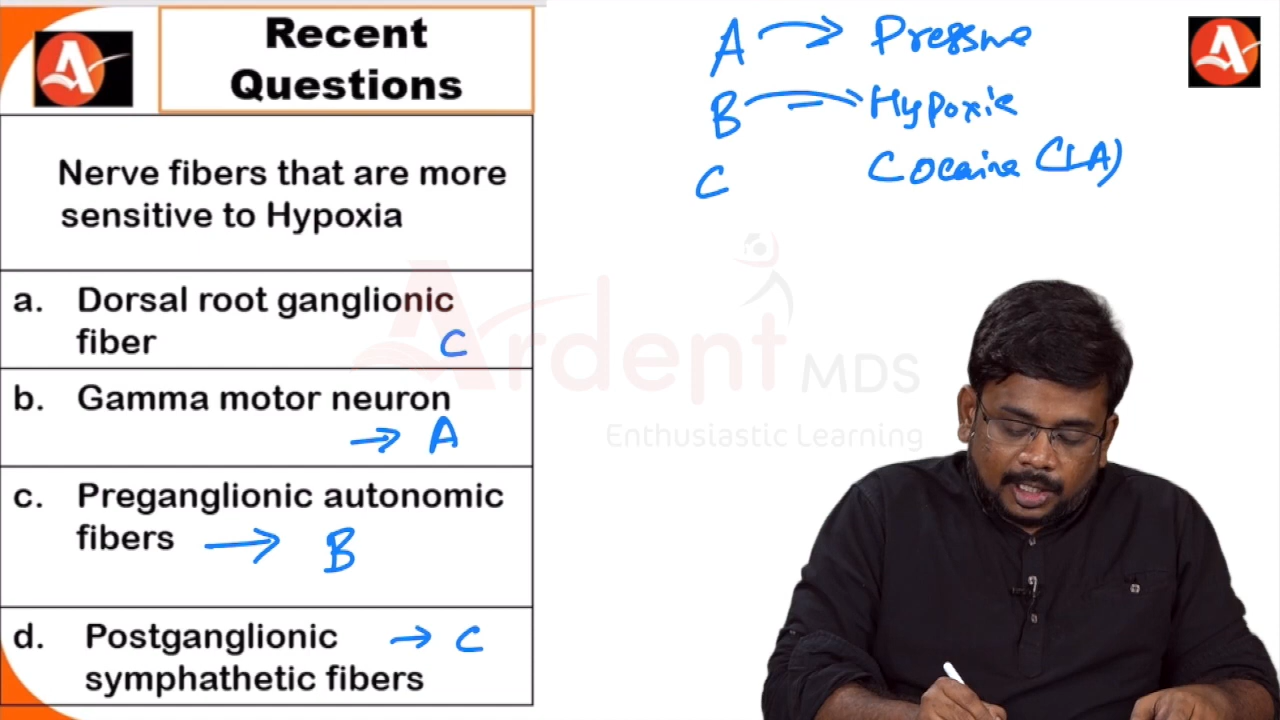 Recent
Questions
Nerve fibers that are more
sensitive to Hypoxia
a. Dorsal root ganglionic
fiber
C
b. Gamma motor neuron
→ A
c. Preganglionic autonomic
fibers → B
d. Postganglionic → C
symphathetic fibers
A → Pressure
B → Hypoxia
C Cocaine (LA)
Ardent MDS
Enthusiastic Learning